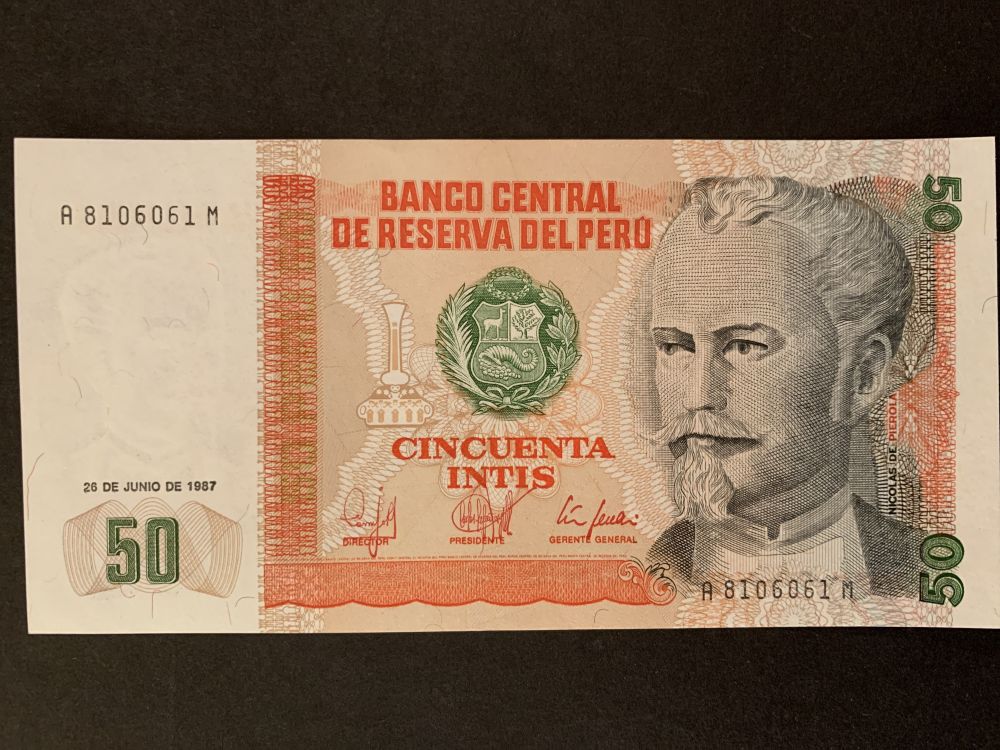 A 8106061 M
BANCO CENTRAL
DE RESERVA DEL PERÚ
50
CINCUENTA
INTIS
26 DE JUNIO DE 1987
50
DIRECTOR
PRESIDENTE
GERENTE GENERAL
NICOLAS DE PIEROLA
A 8106061 M
50